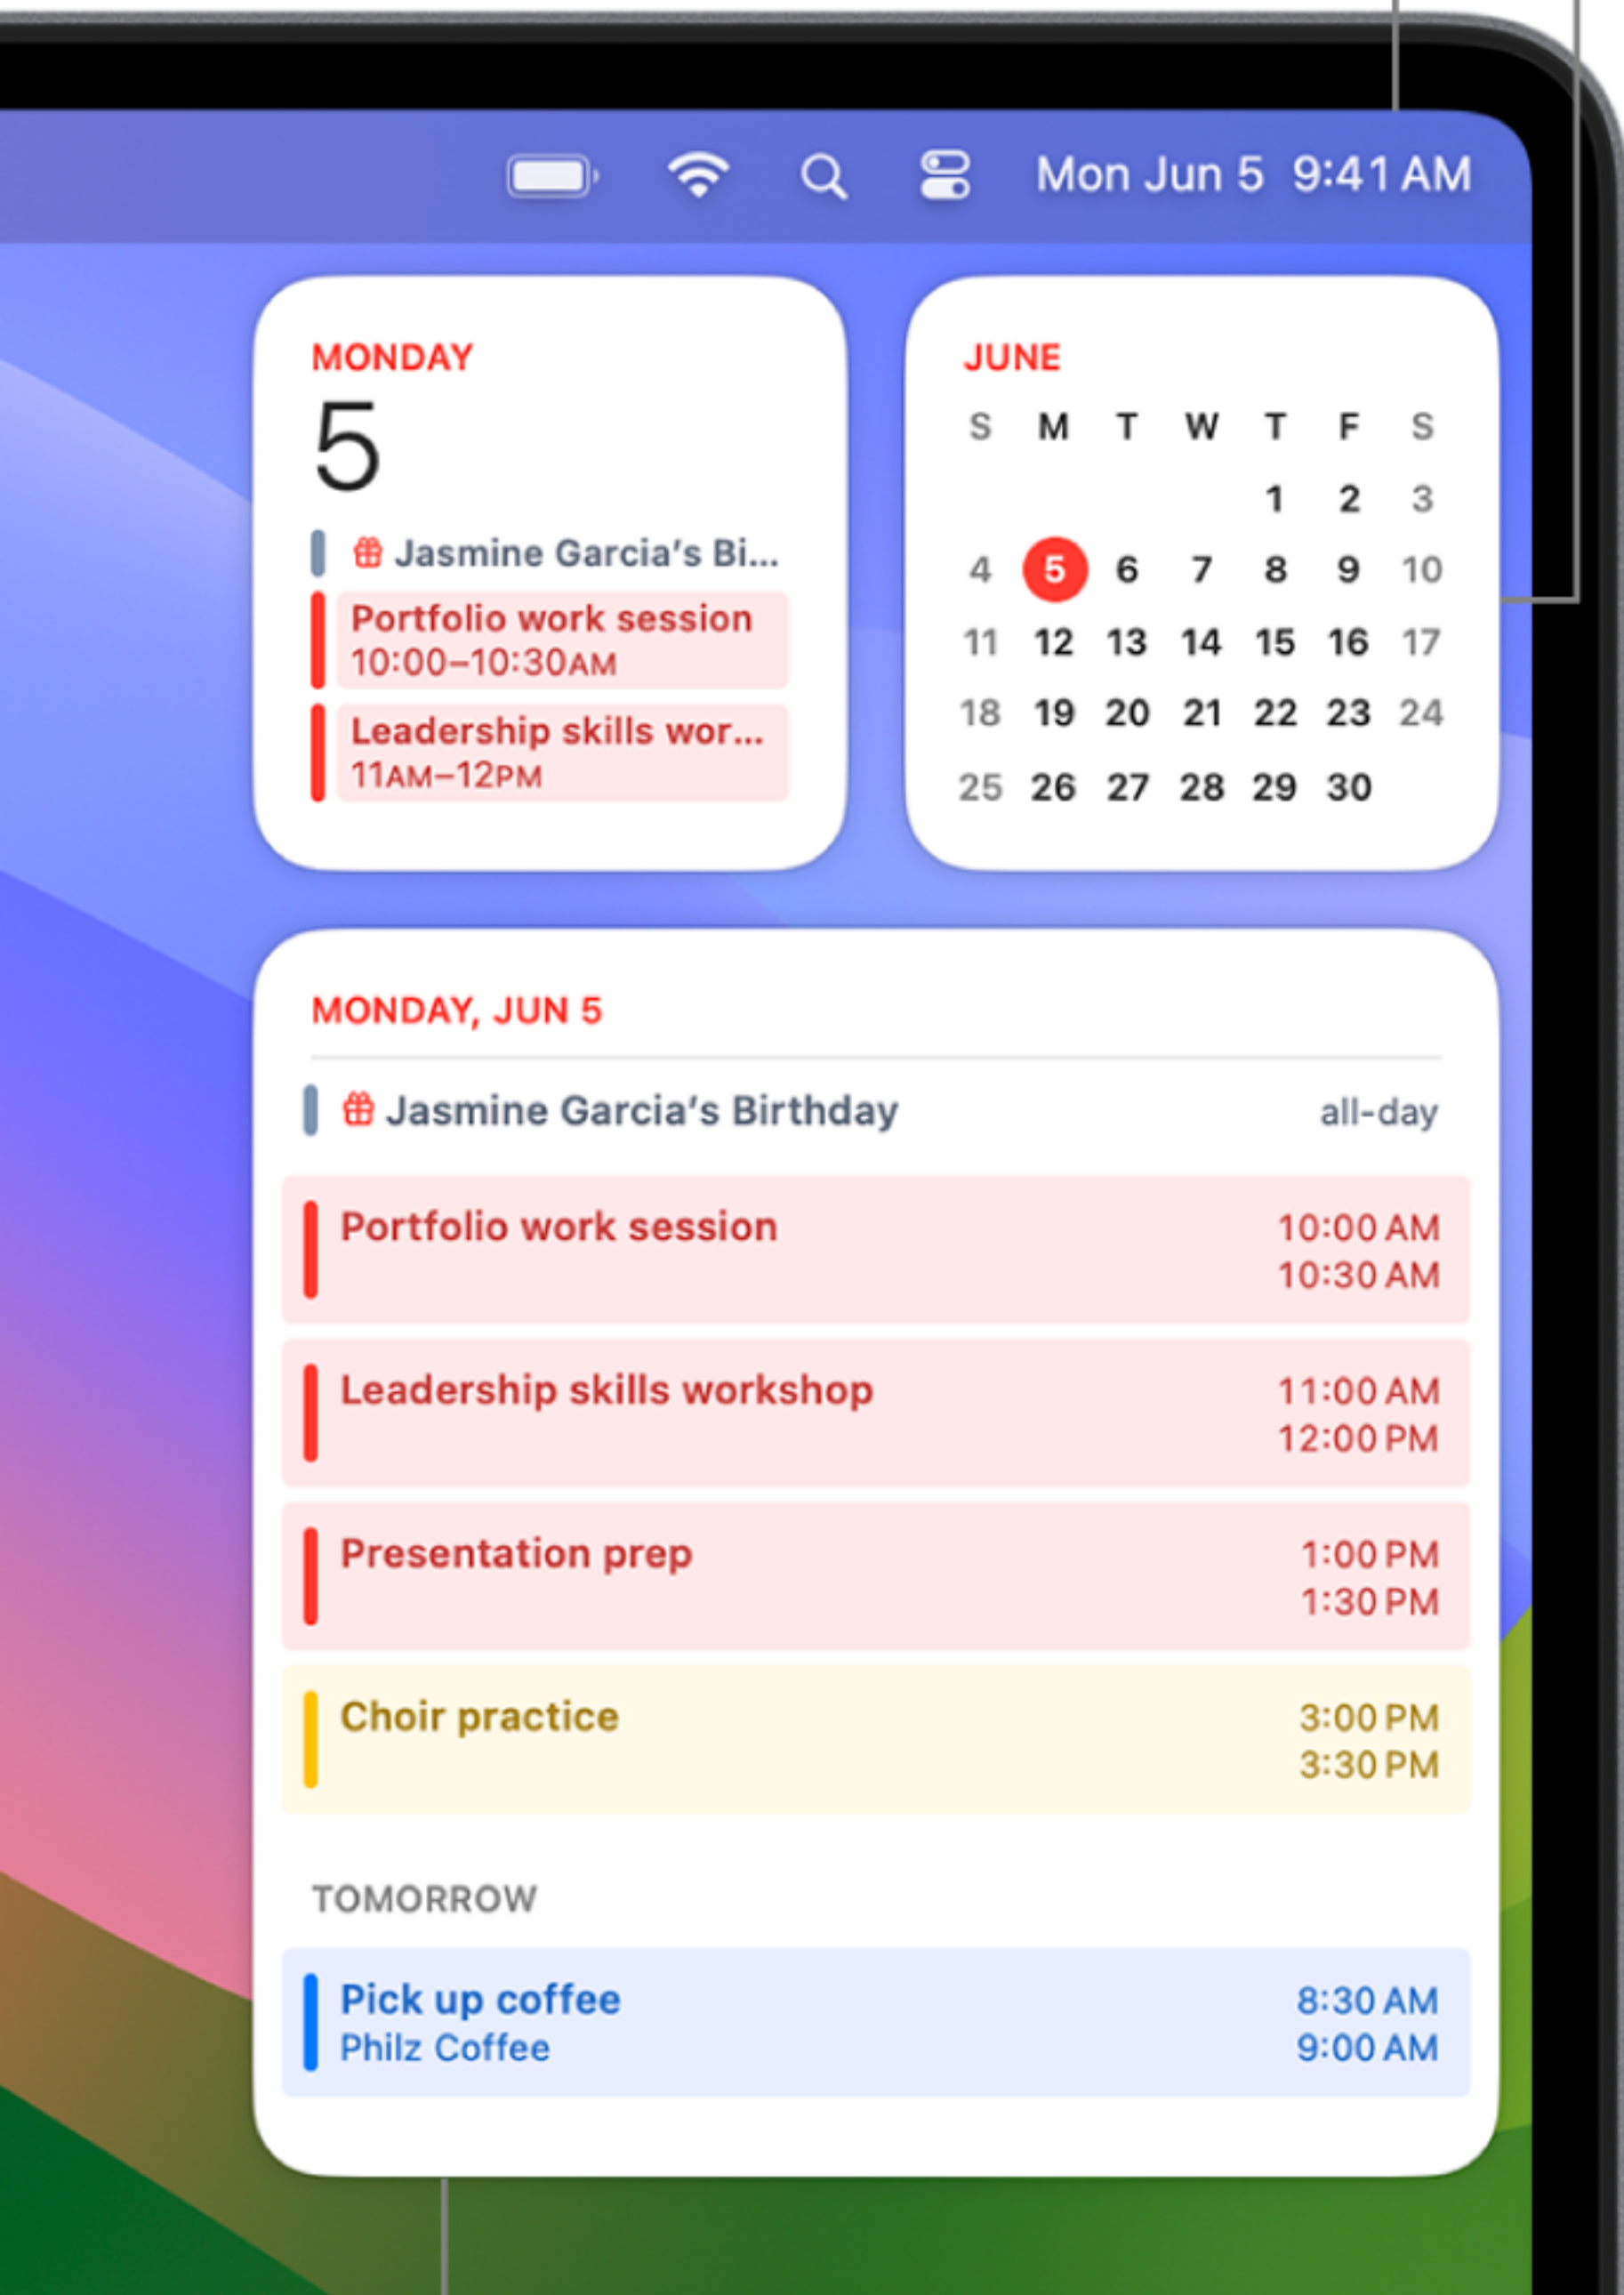 Mon Jun 5 9:41 AM
MONDAY
5
Jasmine Garcia’s Bi...
Portfolio work session
10:00–10:30AM
Leadership skills wor...
11AM–12PM
JUNE
S M T W T F S
1 2 3
4 5 6 7 8 9 10
11 12 13 14 15 16 17
18 19 20 21 22 23 24
25 26 27 28 29 30
MONDAY, JUN 5
Jasmine Garcia’s Birthday all-day
Portfolio work session 10:00 AM
10:30 AM
Leadership skills workshop 11:00 AM
12:00 PM
Presentation prep 1:00 PM
1:30 PM
Choir practice 3:00 PM
3:30 PM
TOMORROW
Pick up coffee 8:30 AM
Philz Coffee 9:00 AM